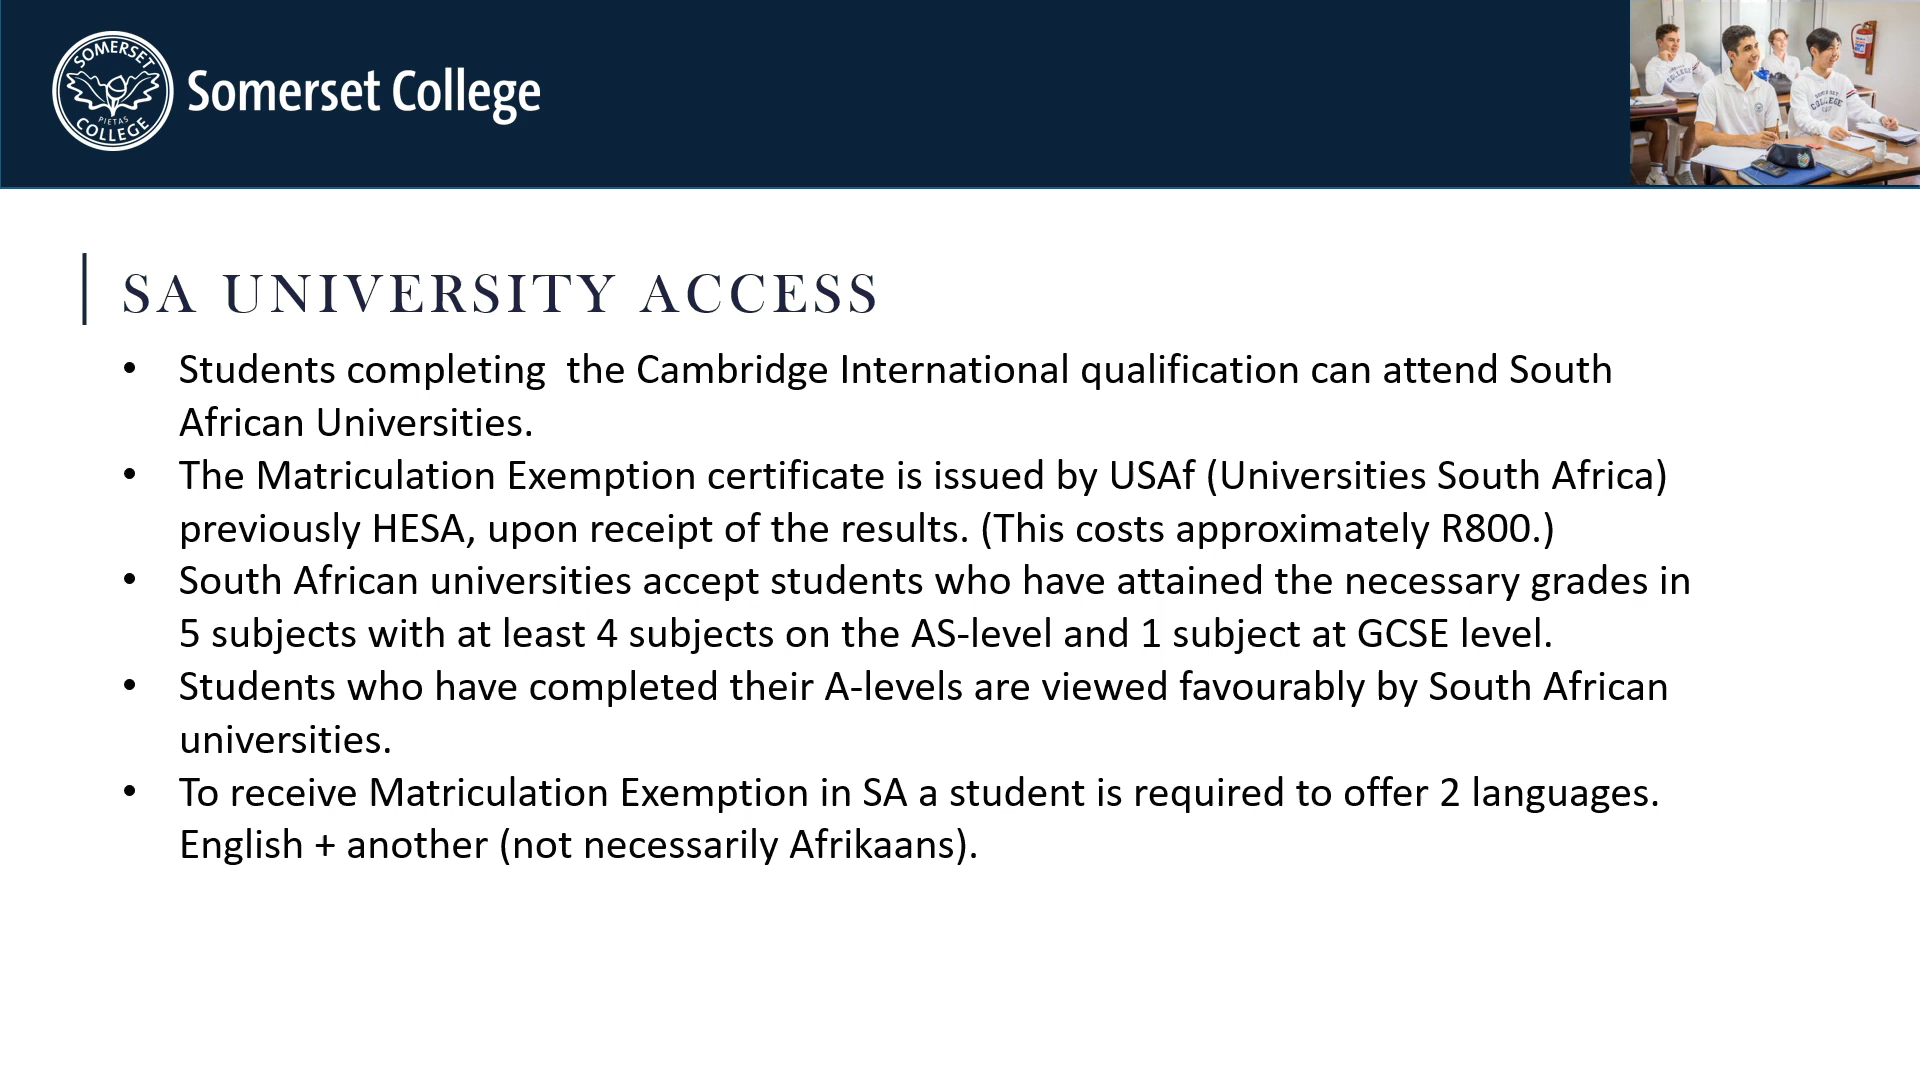 SOMERSET
PIETAS
COLLEGE
Somerset College
SOMERSET
COLLEGE
SA UNIVERSITY ACCESS
• Students completing  the Cambridge International qualification can attend South
African Universities.
• The Matriculation Exemption certificate is issued by USAf (Universities South Africa)
previously HESA, upon receipt of the results. (This costs approximately R800.)
• South African universities accept students who have attained the necessary grades in
5 subjects with at least 4 subjects on the AS-level and 1 subject at GCSE level.
• Students who have completed their A-levels are viewed favourably by South African
universities.
• To receive Matriculation Exemption in SA a student is required to offer 2 languages.
English + another (not necessarily Afrikaans).